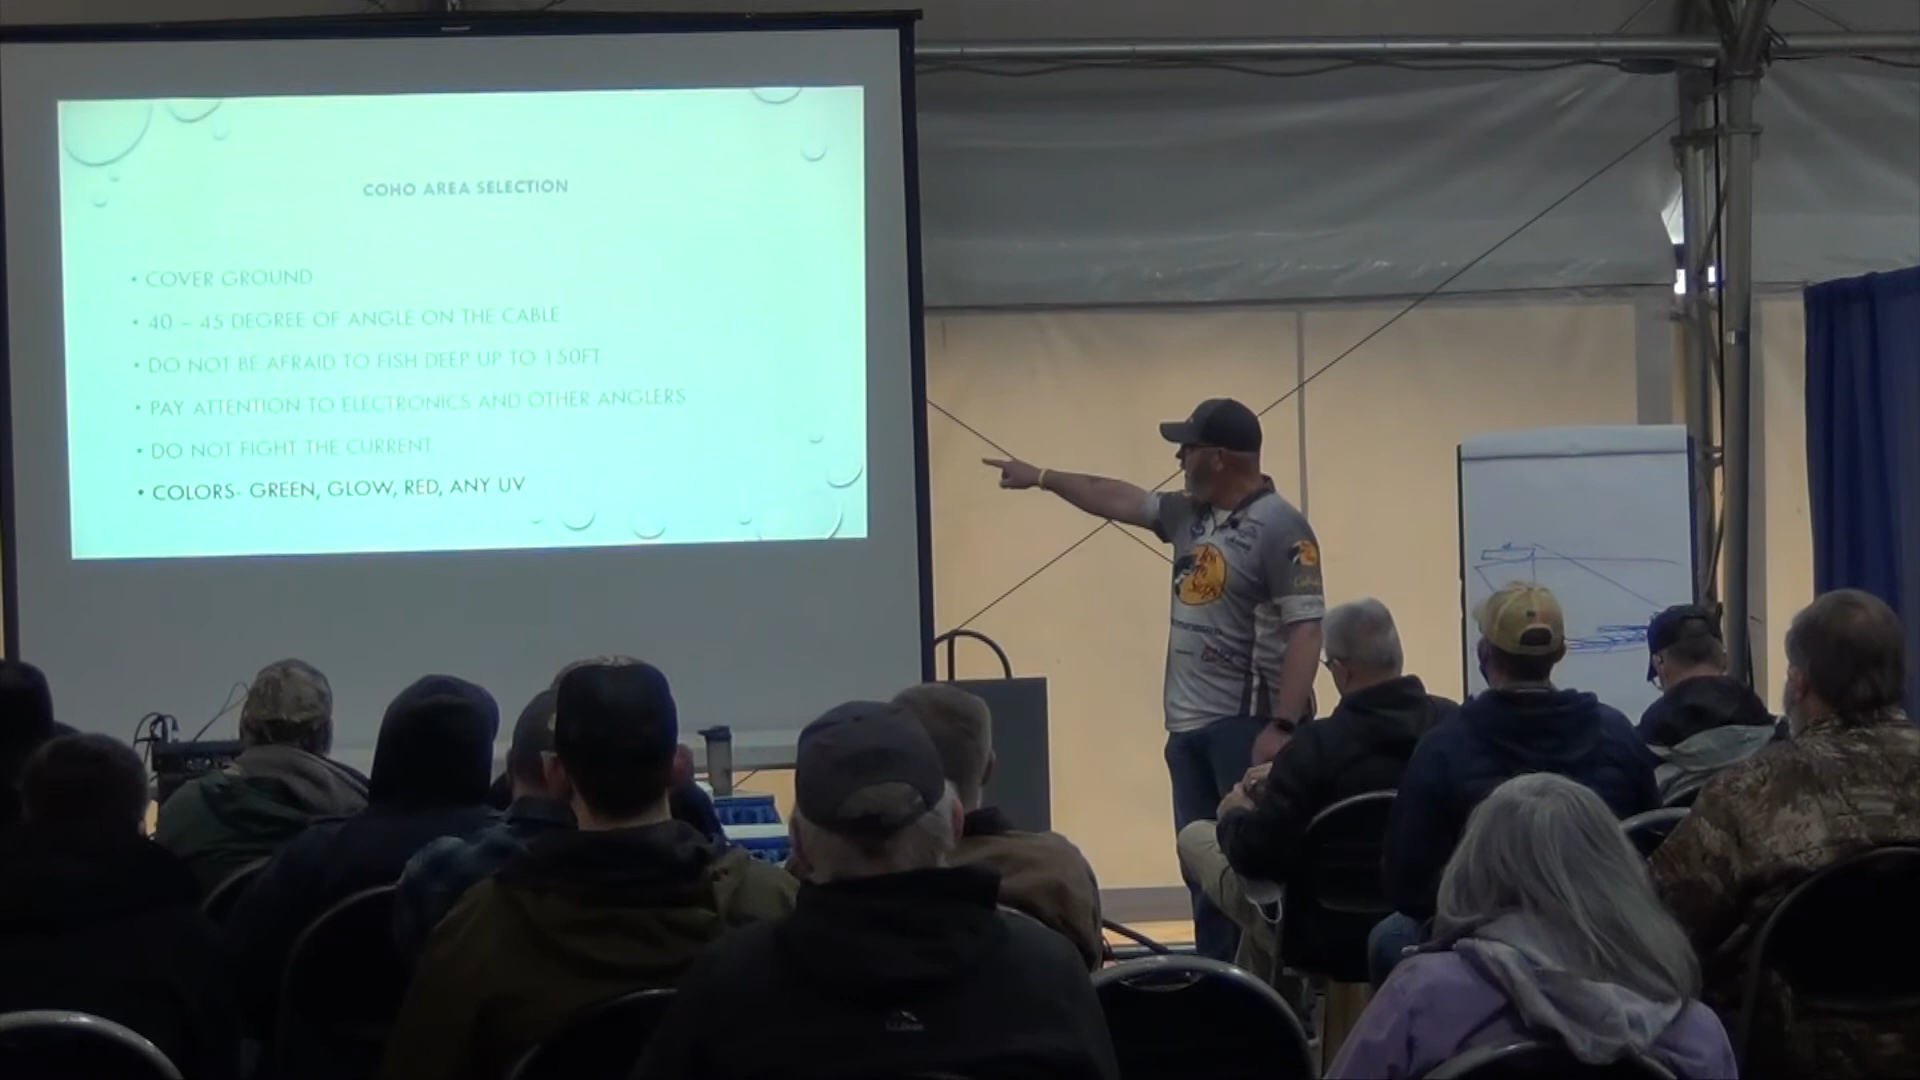 COHO AREA SELECTION
• COVER GROUND
• 40 – 45 DEGREE OF ANGLE ON THE CABLE
• DO NOT BE AFRAID TO FISH DEEP UP TO 150FT
• PAY ATTENTION TO ELECTRONICS AND OTHER ANGLERS
• DO NOT FIGHT THE CURRENT
• COLORS- GREEN, GLOW, RED, ANY UV